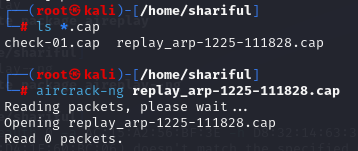 (root㉿kali)-[/home/shariful]
# ls *.cap
check-01.cap  replay_arp-1225-111828.cap
(root㉿kali)-[/home/shariful]
# aircrack-ng replay_arp-1225-111828.cap
Reading packets, please wait...
Opening replay_arp-1225-111828.cap
Read 0 packets.